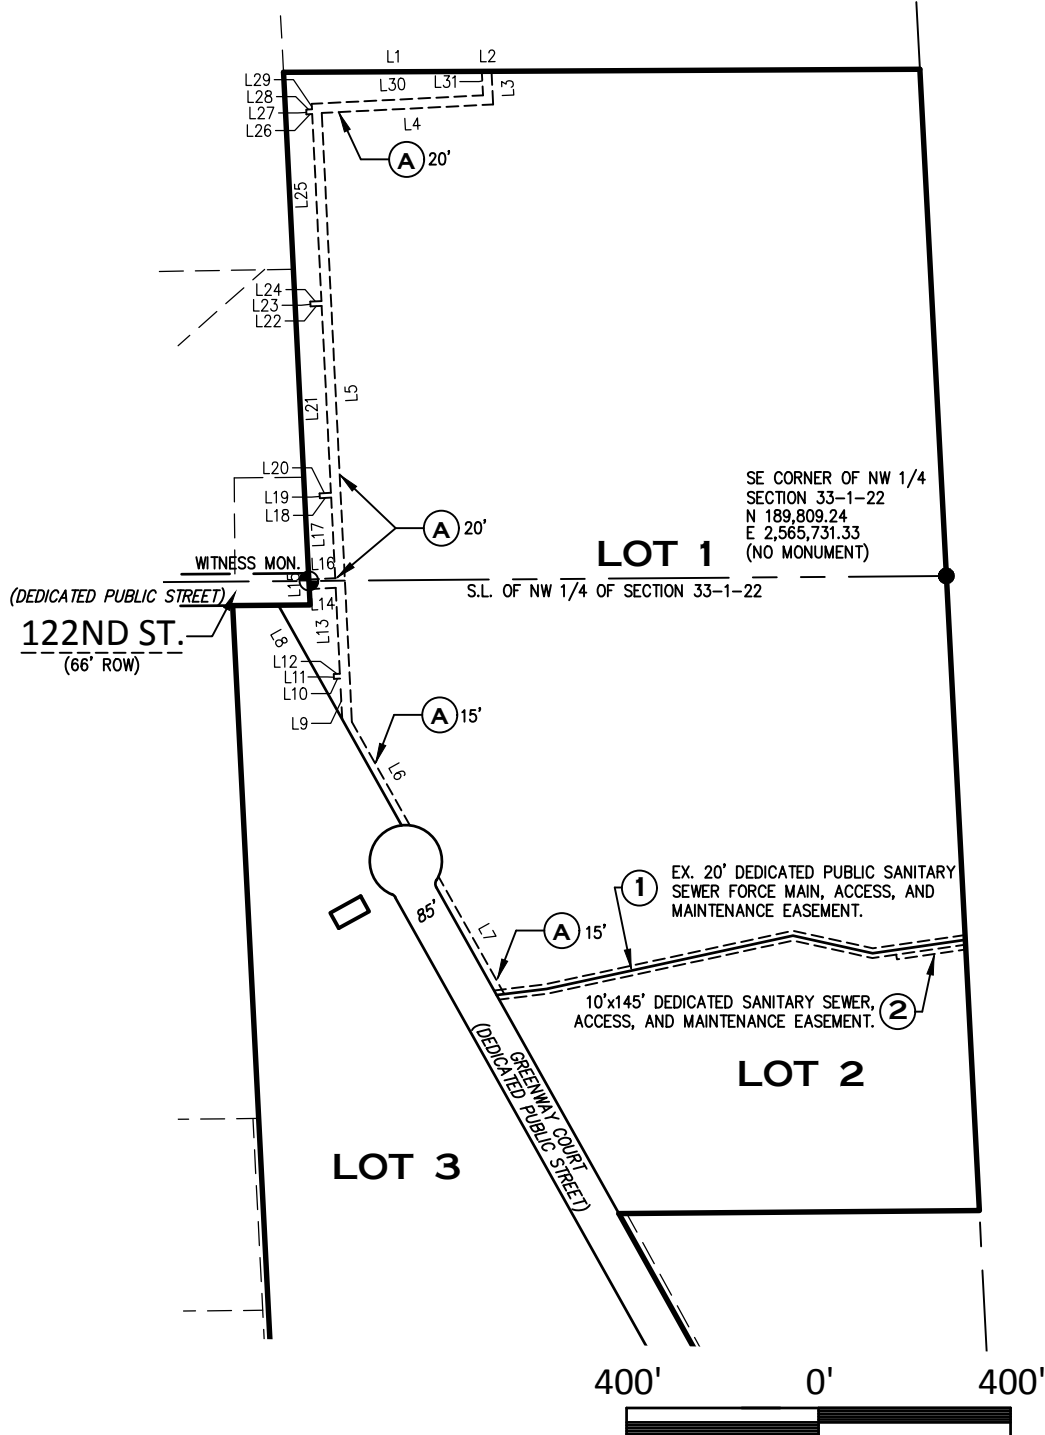 L1
L2
L29
L28
L27
L26
L30
L31
L3
L4
A 20'
L25
L24
L23
L22
L5
L21
L20
L19
L18
L17
A 20'
SE CORNER OF NW 1/4
SECTION 33-1-22
N 189,809.24
E 2,565,731.33
(NO MONUMENT)
LOT 1
WITNESS MON.
L16
L15
L14
S.L. OF NW 1/4 OF SECTION 33-1-22
(DEDICATED PUBLIC STREET)
122ND ST.
(66' ROW)
L8
L13
L12
L11
L10
L9
A 15'
L6
1
EX. 20' DEDICATED PUBLIC SANITARY
SEWER FORCE MAIN, ACCESS, AND
MAINTENANCE EASEMENT.
85'
L7
A 15'
10'x145' DEDICATED SANITARY SEWER,
ACCESS, AND MAINTENANCE EASEMENT.
2
GREENWAY COURT
(DEDICATED PUBLIC STREET)
LOT 2
LOT 3
400' 0' 400'